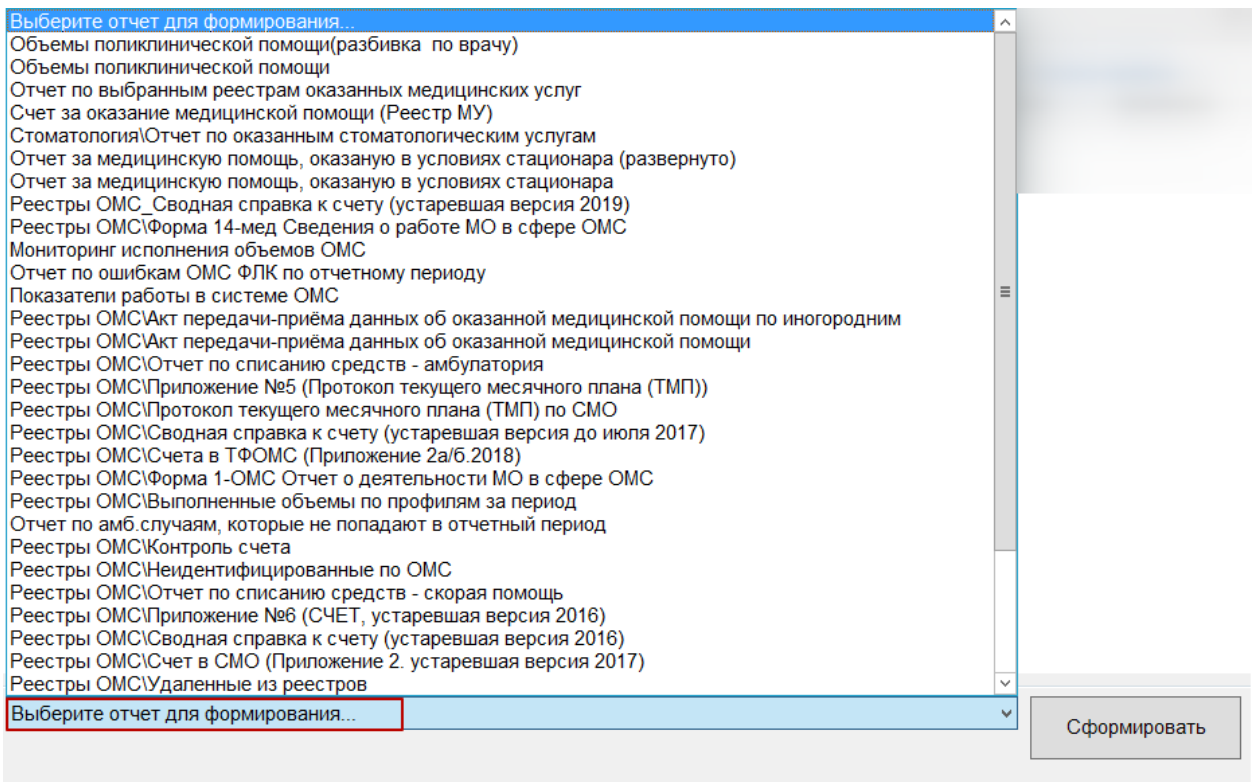 Выберите отчет для формирования...
Объемы поликлинической помощи(разбивка  по врачу)
Объемы поликлинической помощи
Отчет по выбранным реестрам оказанных медицинских услуг
Счет за оказание медицинской помощи (Реестр МУ)
Стоматология\Отчет по оказанным стоматологическим услугам
Отчет за медицинскую помощь, оказаную в условиях стационара (развернуто)
Отчет за медицинскую помощь, оказаную в условиях стационара
Реестры ОМС_Сводная справка к счету (устаревшая версия 2019)
Реестры ОМС\Форма 14-мед Сведения о работе МО в сфере ОМС
Мониторинг исполнения объемов ОМС
Отчет по ошибкам ОМС ФЛК по отчетному периоду
Показатели работы в системе ОМС
Реестры ОМС\Акт передачи-приёма данных об оказанной медицинской помощи по иногородним
Реестры ОМС\Акт передачи-приёма данных об оказанной медицинской помощи
Реестры ОМС\Отчет по списанию средств - амбулатория
Реестры ОМС\Приложение №5 (Протокол текущего месячного плана (ТМП))
Реестры ОМС\Протокол текущего месячного плана (ТМП) по СМО
Реестры ОМС\Сводная справка к счету (устаревшая версия до июля 2017)
Реестры ОМС\Счета в ТФОМС (Приложение 2а/б.2018)
Реестры ОМС\Форма 1-ОМС Отчет о деятельности МО в сфере ОМС
Реестры ОМС\Выполненные объемы по профилям за период
Отчет по амб.случаям, которые не попадают в отчетный период
Реестры ОМС\Контроль счета
Реестры ОМС\Неидентифицированные по ОМС
Реестры ОМС\Отчет по списанию средств - скорая помощь
Реестры ОМС\Приложение №6 (СЧЕТ, устаревшая версия 2016)
Реестры ОМС\Сводная справка к счету (устаревшая версия 2016)
Реестры ОМС\Счет в СМО (Приложение 2. устаревшая версия 2017)
Реестры ОМС\Удаленные из реестров
Выберите отчет для формирования...
Сформировать